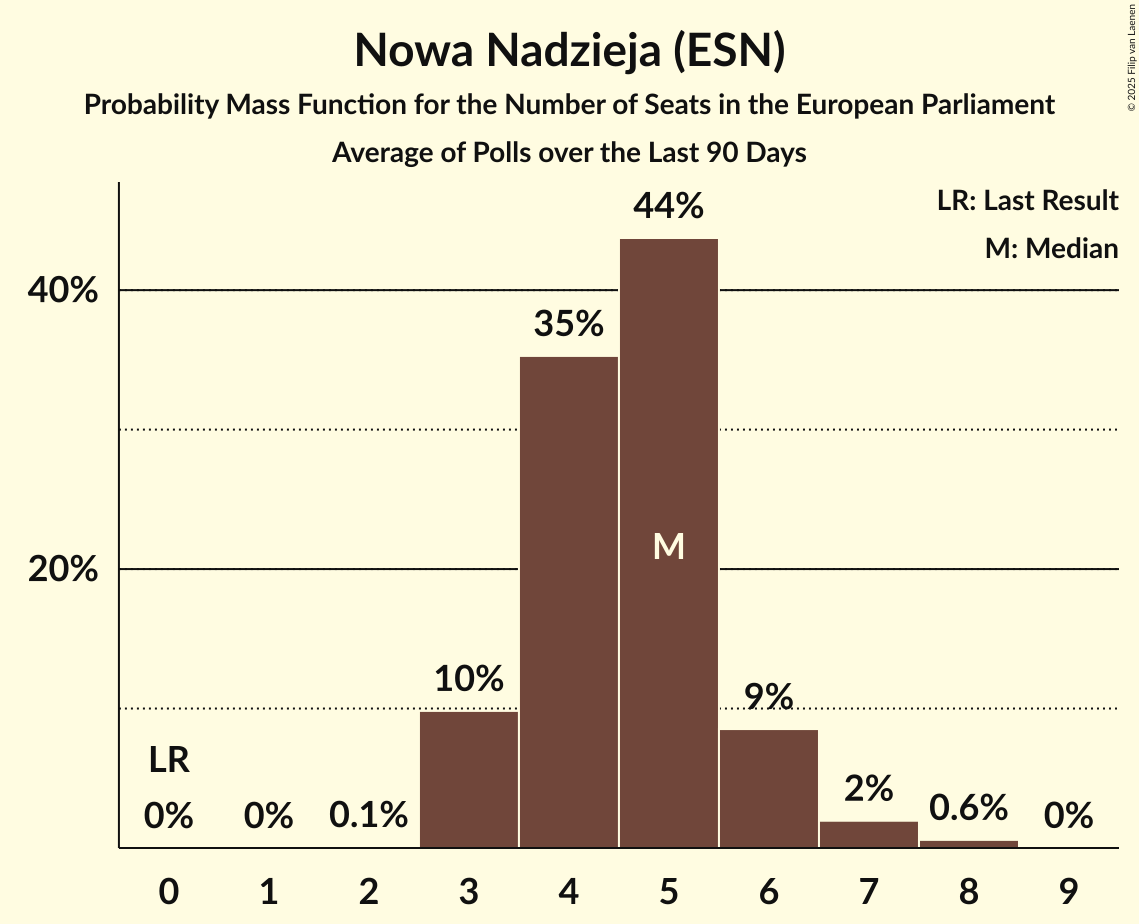 Nowa Nadzieja (ESN)
Probability Mass Function for the Number of Seats in the European Parliament
Average of Polls over the Last 90 Days
© 2025 Filip van Laenen
LR: Last Result
M: Median
44%
40%
35%
M
20%
10%
9%
LR
0%
0%
0.1%
2%
0.6%
0%
0 1 2 3 4 5 6 7 8 9